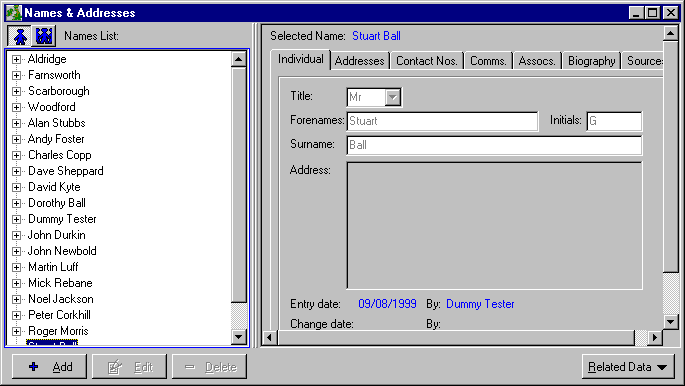 Names & Addresses
Names List:
Aldridge
Farnsworth
Scarborough
Woodford
Alan Stubbs
Andy Foster
Charles Copp
Dave Sheppard
David Kyte
Dorothy Ball
Dummy Tester
John Durkin
John Newbold
Martin Luff
Mick Rebane
Noel Jackson
Peter Corkhill
Roger Morris
Add Edit Delete
Selected Name: Stuart Ball
Individual Addresses Contact Nos. Comms. Assocs. Biography Sources
Title: Mr
Forenames: Stuart Initials: G
Surname: Ball
Address:
Entry date: 09/08/1999 By: Dummy Tester
Change date: By:
Related Data